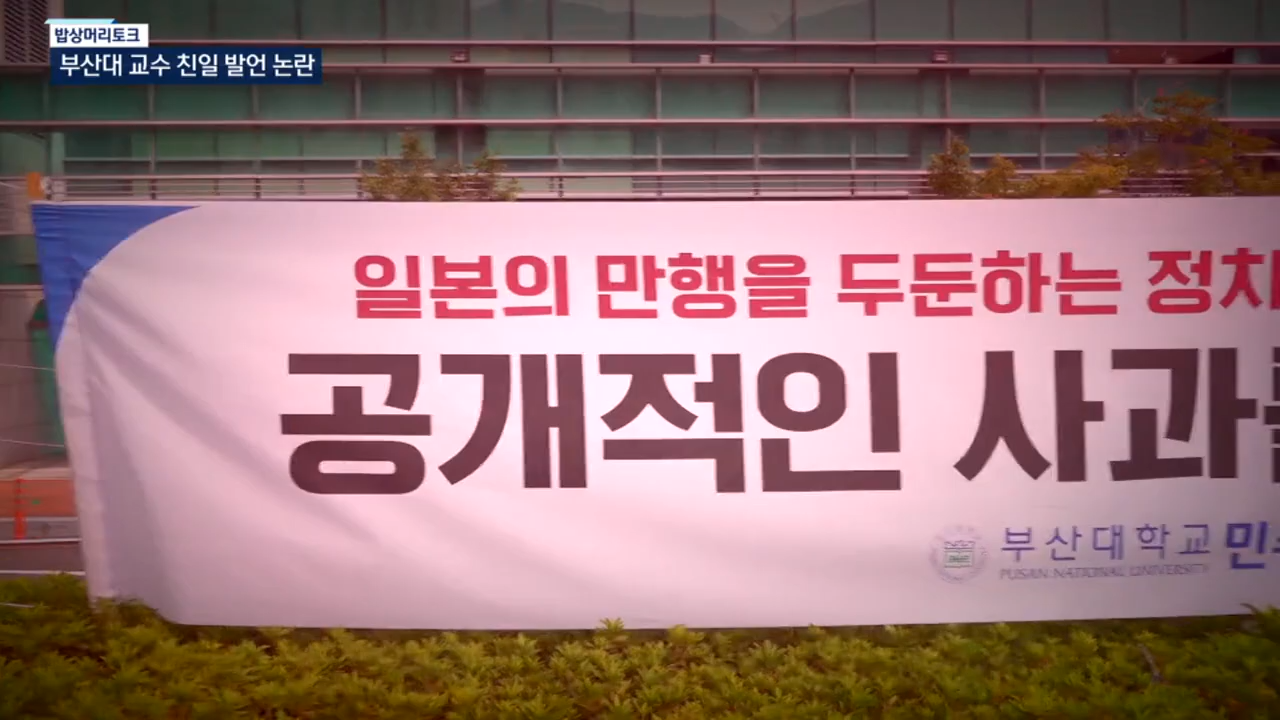 밥상머리토크
부산대 교수 친일 발언 논란
일본의 만행을 두둔하는 정치
공개적인 사과를
부산대학교 민
PUSAN NATIONAL UNIVERSITY